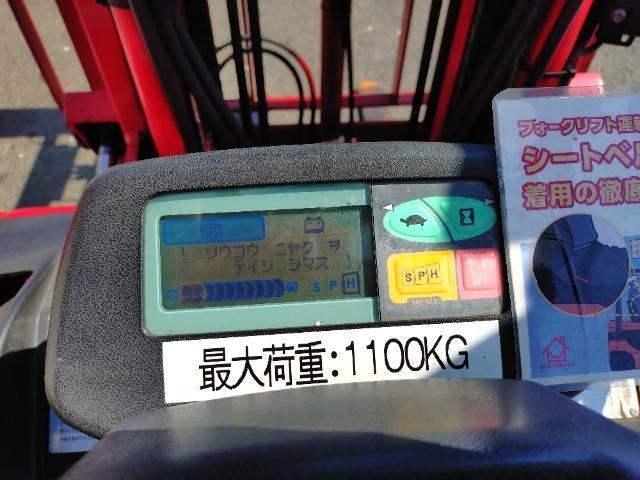 P
! ソウコウ ニヤク ヲ
テイシ シマス !
S P H
SPH
MENU
予約
SET
最大荷重:1100KG
フォークリフト運転
シートベル
着用の徹底